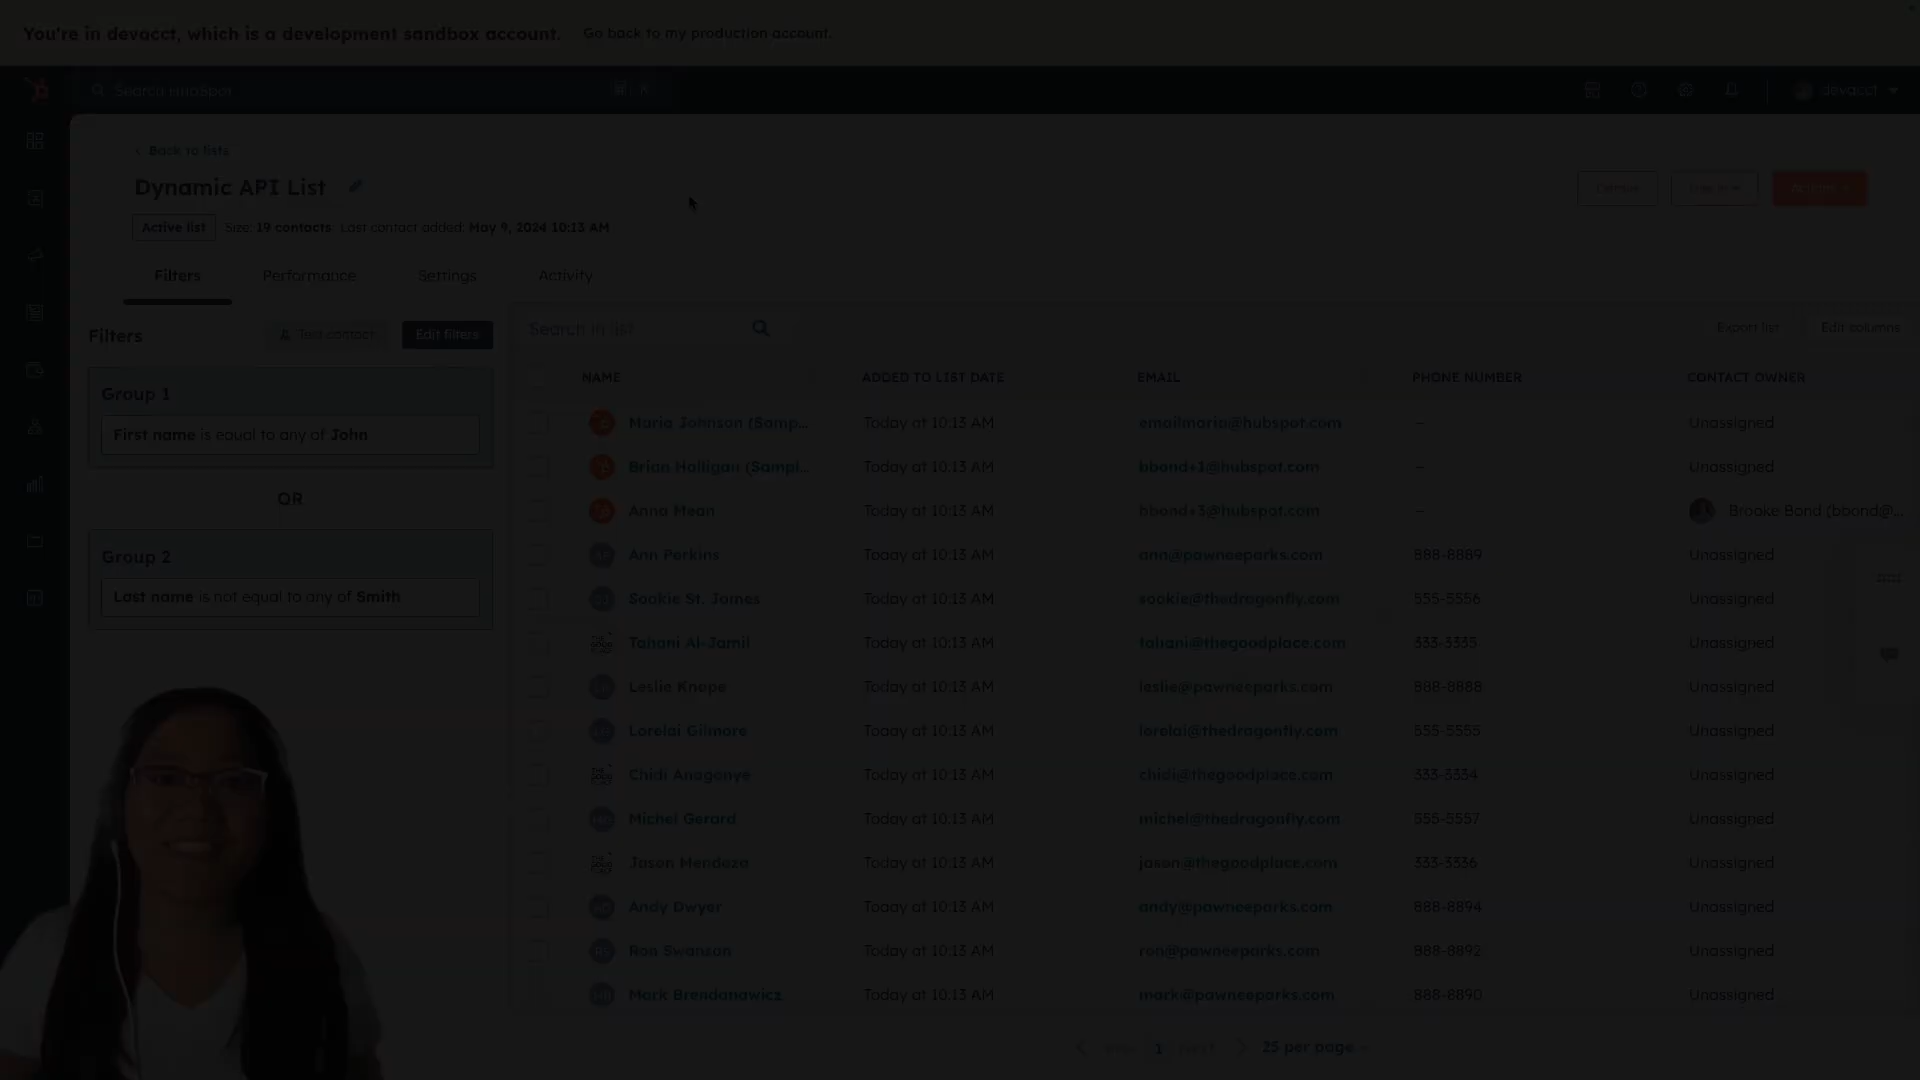 You're in devacct, which is a development sandbox account. Go back to my production account.
Search HubSpot
devacct
Back to lists
Dynamic API List
Active list Size: 19 contacts Last contact added: May 9, 2024 10:13 AM
Actions
Filters Performance Settings Activity
Filters Test contact Edit filters
Group 1
First name is equal to any of John
OR
Group 2
Last name is not equal to any of Smith
Search in list Export list Edit columns
NAME ADDED TO LIST DATE EMAIL PHONE NUMBER CONTACT OWNER
Maria Johnson (Samp... Today at 10:13 AM emailmaria@hubspot.com -- Unassigned
Brian Halligan (Sampl... Today at 10:13 AM bbond+1@hubspot.com -- Unassigned
Anna Mean Today at 10:13 AM bbond+3@hubspot.com -- Brooke Bond (bbond@...
Ann Perkins Today at 10:13 AM ann@pawneeparks.com 888-8889 Unassigned
Sookie St. James Today at 10:13 AM sookie@thedragonfly.com 555-5556 Unassigned
Tahani Al-Jamil Today at 10:13 AM tahani@thegoodplace.com 333-3335 Unassigned
Leslie Knope Today at 10:13 AM leslie@pawneeparks.com 888-8888 Unassigned
Lorelai Gilmore Today at 10:13 AM lorelai@thedragonfly.com 555-5555 Unassigned
Chidi Anagonye Today at 10:13 AM chidi@thegoodplace.com 333-3334 Unassigned
Michel Gerard Today at 10:13 AM michel@thedragonfly.com 555-5557 Unassigned
Jason Mendoza Today at 10:13 AM jason@thegoodplace.com 333-3336 Unassigned
Andy Dwyer Today at 10:13 AM andy@pawneeparks.com 888-8894 Unassigned
Ron Swanson Today at 10:13 AM ron@pawneeparks.com 888-8892 Unassigned
Mark Brendanawicz Today at 10:13 AM mark@pawneeparks.com 888-8890 Unassigned
1 next 25 per page